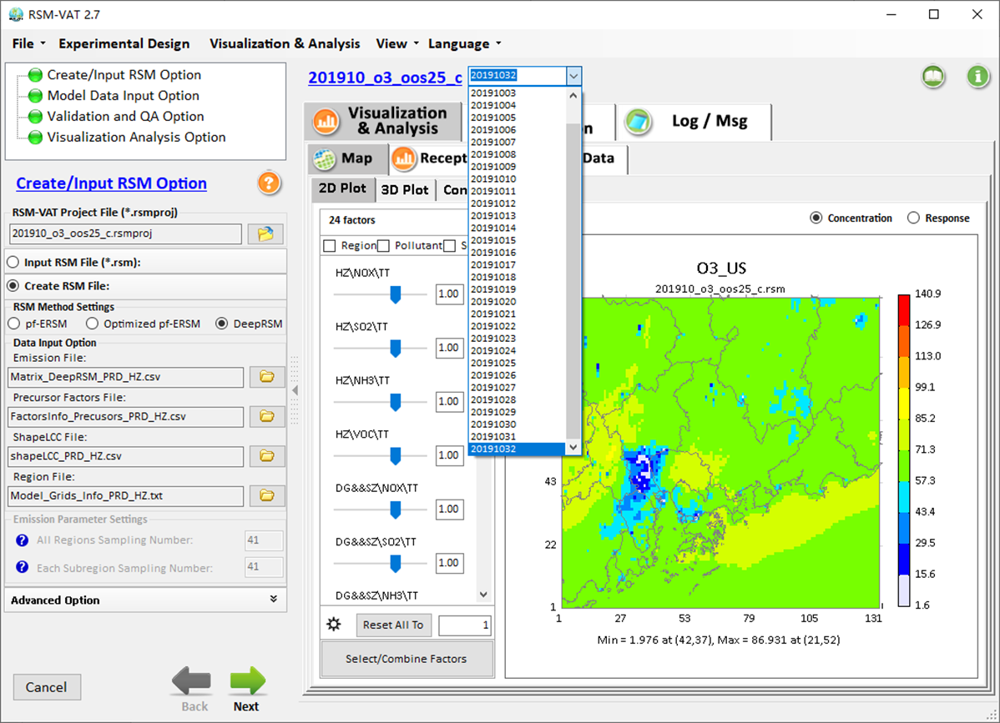 RSM-VAT 2.7
File Experimental Design Visualization & Analysis View Language
Create/Input RSM Option
Model Data Input Option
Validation and QA Option
Visualization Analysis Option
Create/Input RSM Option
RSM-VAT Project File (*.rsmproj)
201910_o3_oos25_c.rsmproj
Input RSM File (*.rsm):
Create RSM File:
RSM Method Settings
pf-ERSM Optimized pf-ERSM DeepRSM
Data Input Option
Emission File:
Matrix_DeepRSM_PRD_HZ.csv
Precursor Factors File:
FactorsInfo_Precusors_PRD_HZ.csv
ShapeLCC File:
shapeLCC_PRD_HZ.csv
Region File:
Model_Grids_Info_PRD_HZ.txt
Emission Parameter Settings
All Regions Sampling Number: 41
Each Subregion Sampling Number: 41
Advanced Option
Cancel
Back
Next
201910_o3_oos25_c
20191032
20191003
20191004
20191005
20191006
20191007
20191008
20191009
20191010
20191011
20191012
20191013
20191014
20191015
20191016
20191017
20191018
20191019
20191020
20191021
20191022
20191023
20191024
20191025
20191026
20191027
20191028
20191029
20191030
20191031
20191032
Visualization
& Analysis
n
Log / Msg
Map
Recept
Data
2D Plot
3D Plot
Con
24 factors
Region Pollutant S
HZ\NOX\TT
1.00
HZ\SO2\TT
1.00
HZ\NH3\TT
1.00
HZ\VOC\TT
1.00
DG&&SZ\NOX\TT
1.00
DG&&SZ\SO2\TT
1.00
DG&&SZ\NH3\TT
Reset All To 1
Select/Combine Factors
Concentration Response
O3_US
201910_o3_oos25_c.rsm
43
22
1
1 27 53 79 105 131
140.9
126.9
113.0
99.1
85.2
71.3
57.3
43.4
29.5
15.6
1.6
Min = 1.976 at (42,37), Max = 86.931 at (21,52)